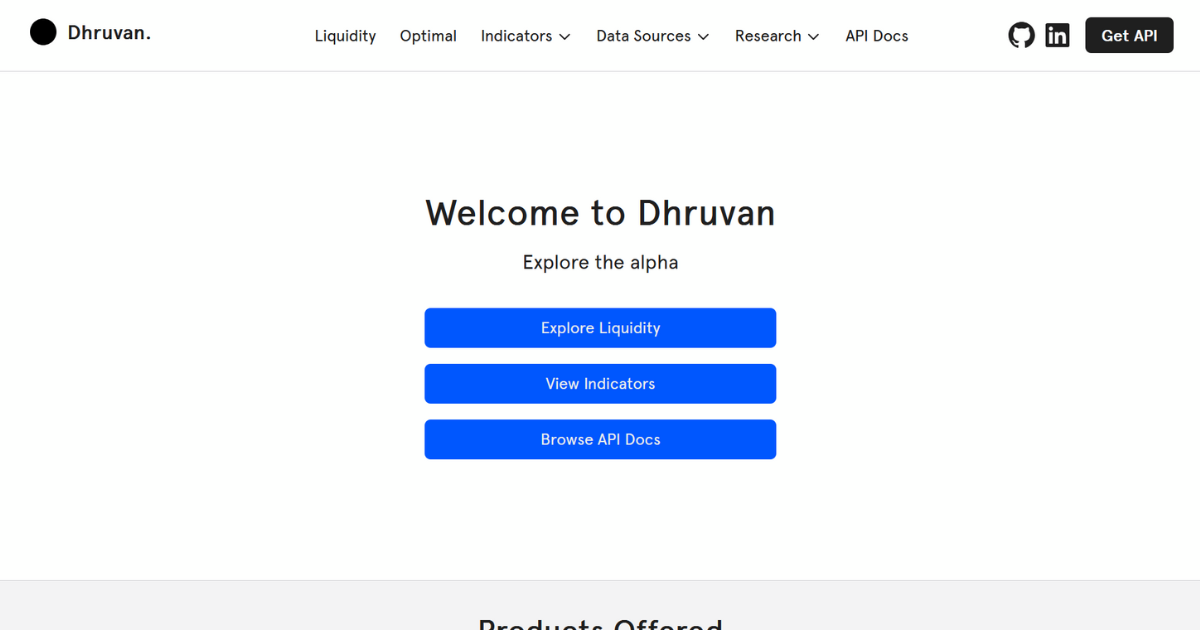 Dhruvan.
Liquidity Optimal Indicators Data Sources Research API Docs
in
Get API
Welcome to Dhruvan
Explore the alpha
Explore Liquidity
View Indicators
Browse API Docs
Products Offered